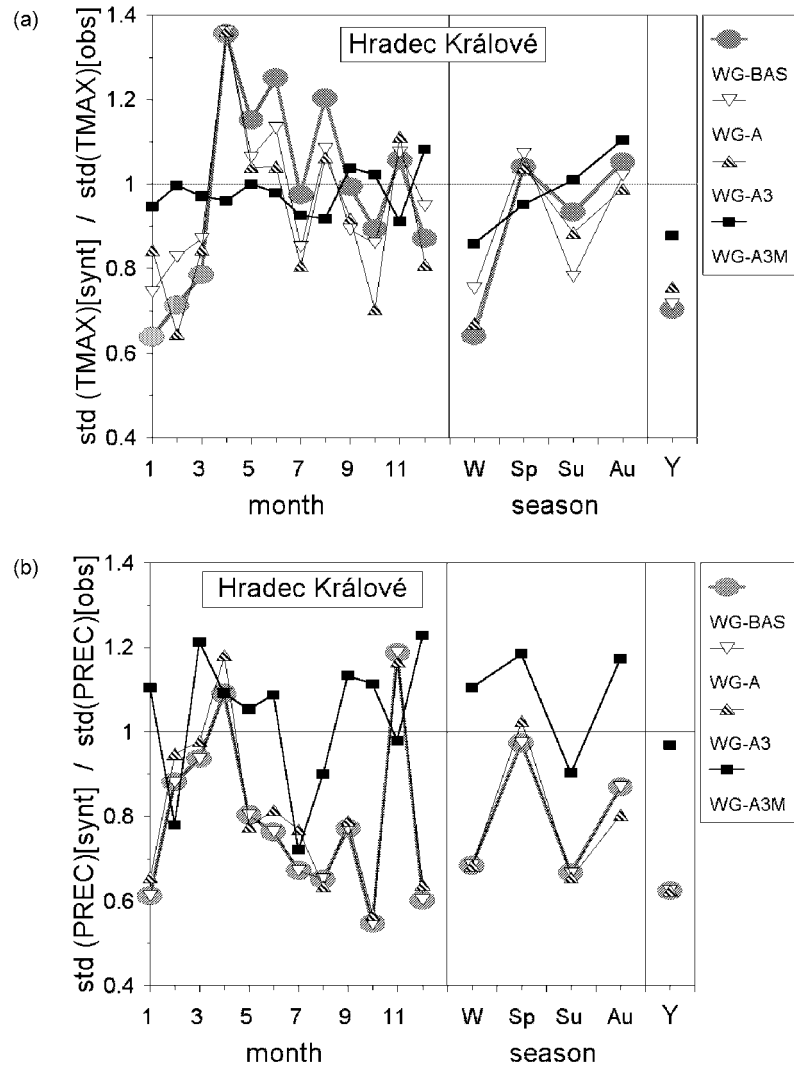 (a)
std (TMAX)[synt] / std(TMAX)[obs]
1.4
1.2
1
0.8
0.6
0.4
Hradec Králové
1 3 5 7 9 11
month
W Sp Su Au
season
Y
WG-BAS
WG-A
WG-A3
WG-A3M
(b)
std (PREC)[synt] / std(PREC)[obs]
1.4
1.2
1
0.8
0.6
0.4
Hradec Králové
1 3 5 7 9 11
month
W Sp Su Au
season
Y
WG-BAS
WG-A
WG-A3
WG-A3M